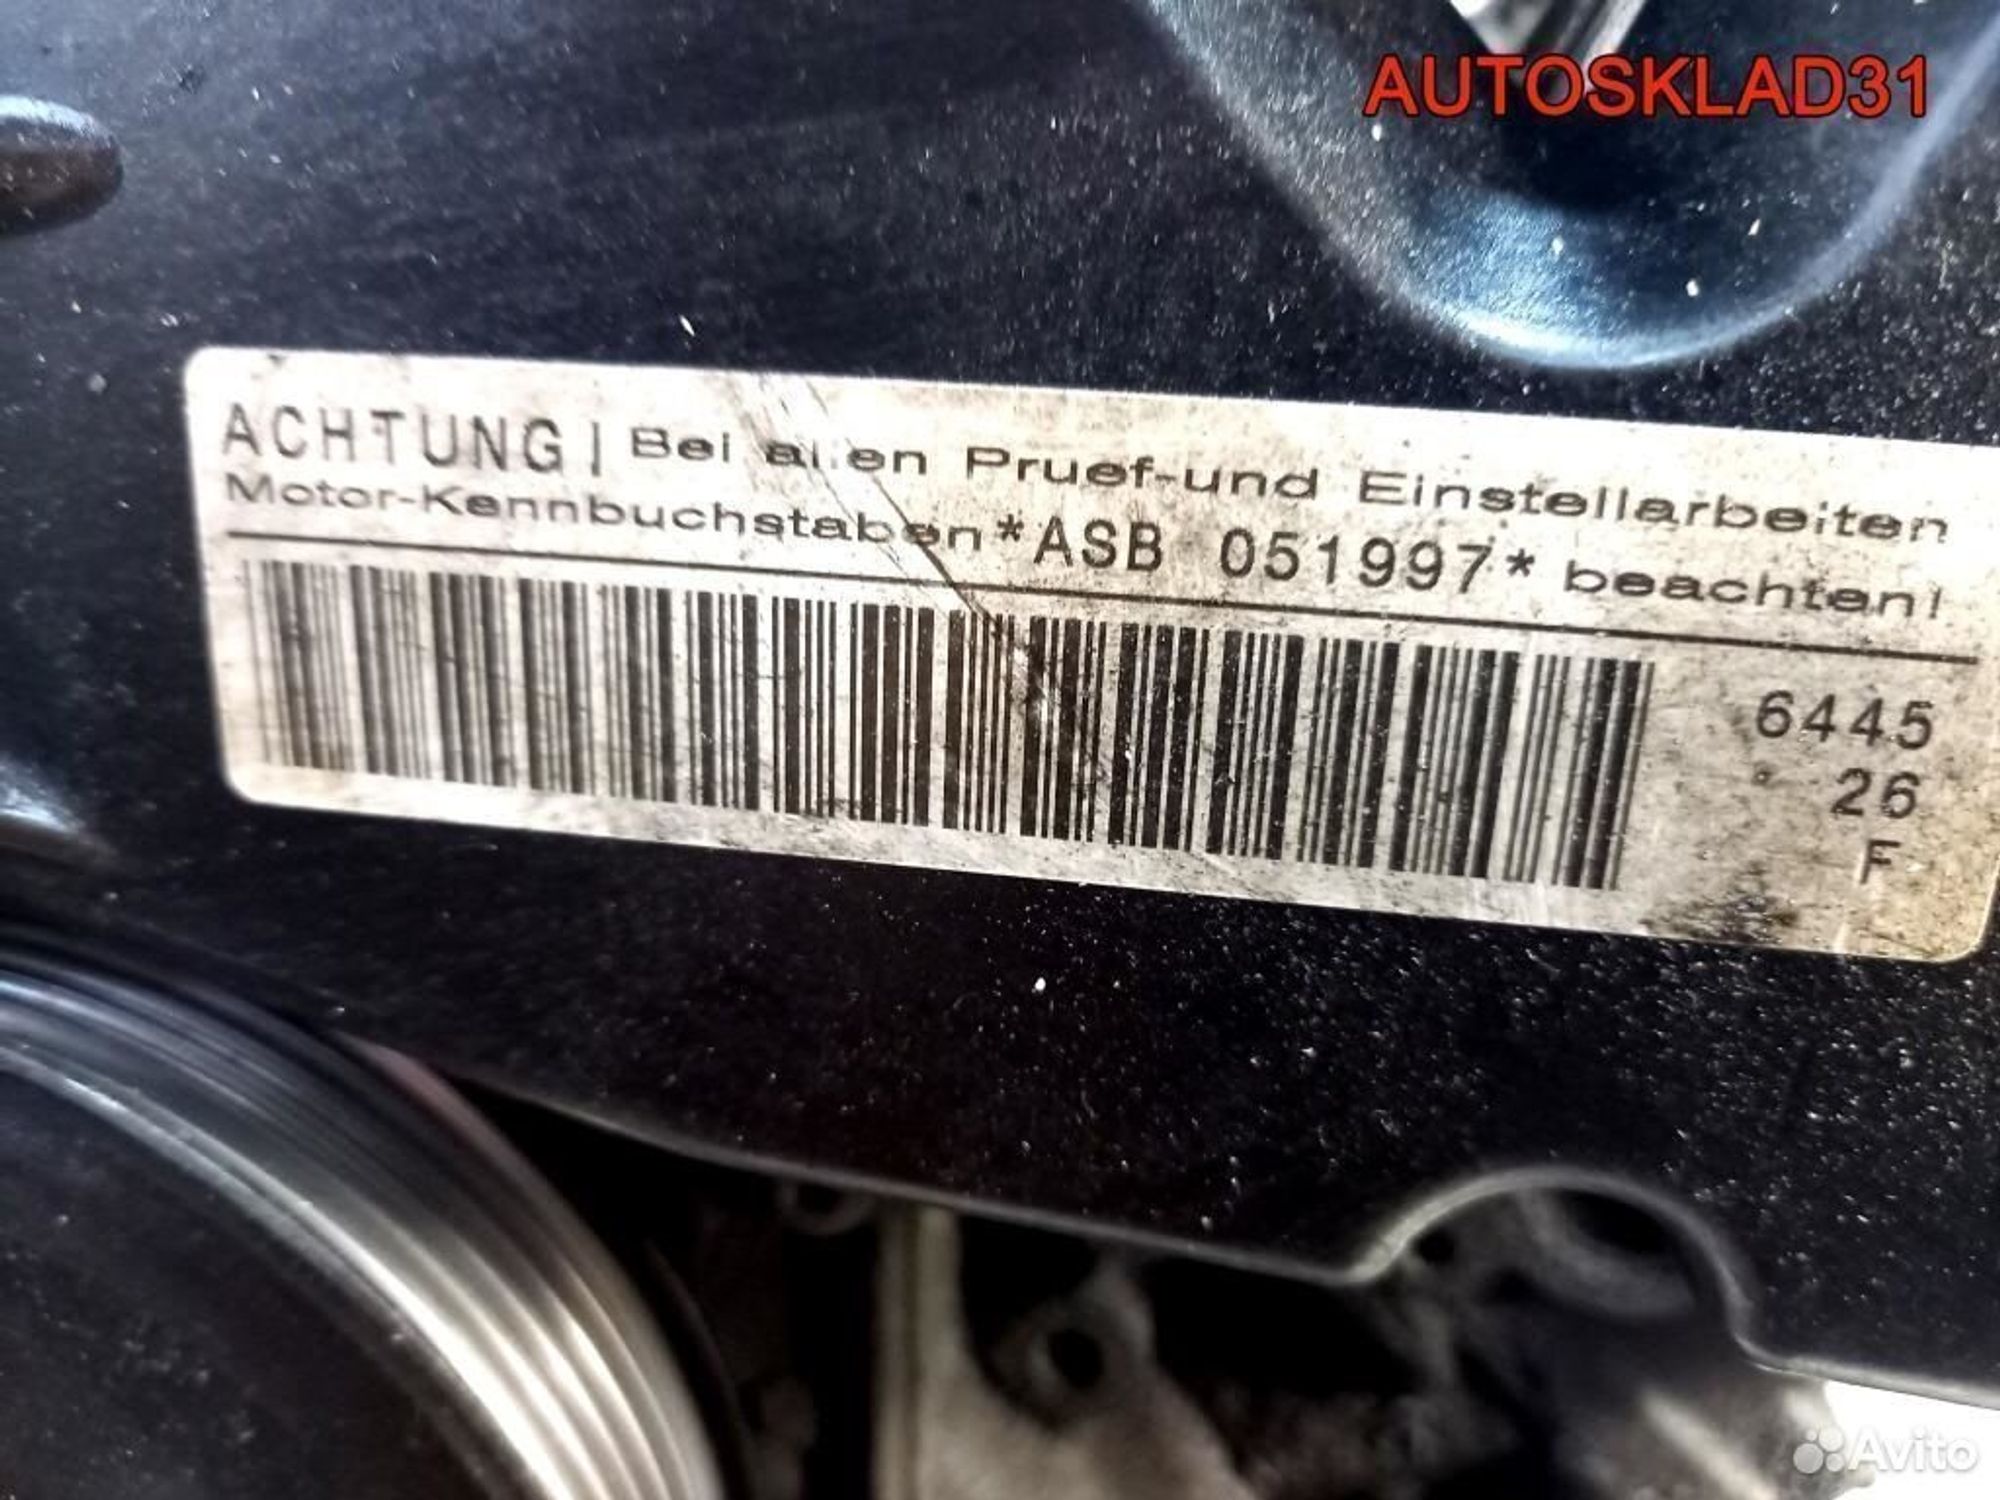 AUTOSKLAD31
ACHTUNG! Bei allen Pruef-und Einstellarbeiten
Motor-Kennbuchstaben*ASB 051997* beachten!
6445
26
F
Avito